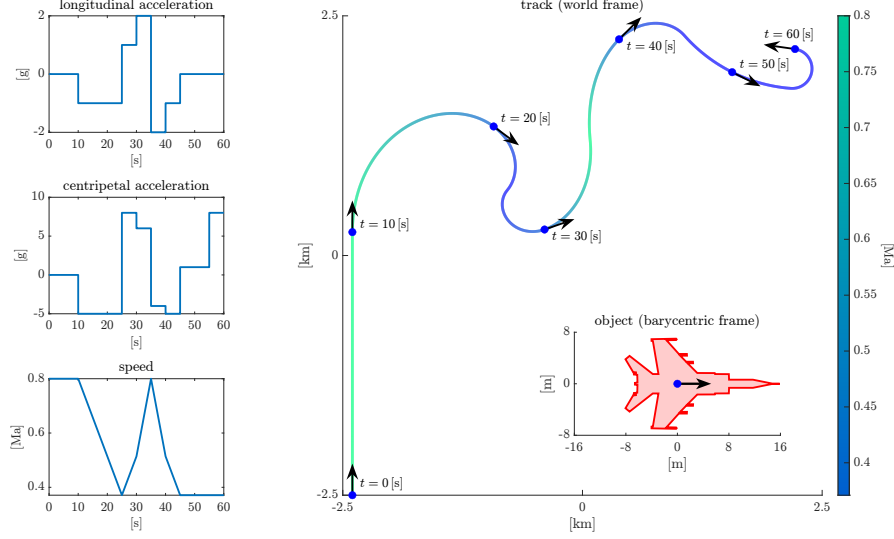 longitudinal acceleration
2
0
-2
[g]
0 10 20 30 40 50 60
[s]
centripetal acceleration
10
5
0
-5
[g]
0 10 20 30 40 50 60
[s]
speed
0.8
0.6
0.4
[Ma]
0 10 20 30 40 50 60
[s]
track (world frame)
2.5
0
-2.5
[km]
-2.5 0 2.5
[km]
t = 60 [s]
t = 40 [s]
t = 50 [s]
t = 20 [s]
t = 10 [s]
t = 30 [s]
t = 0 [s]
object (barycentric frame)
8
0
-8
[m]
-16 -8 0 8 16
[m]
0.8
0.75
0.7
0.65
0.6
0.55
0.5
0.45
0.4
[Ma]